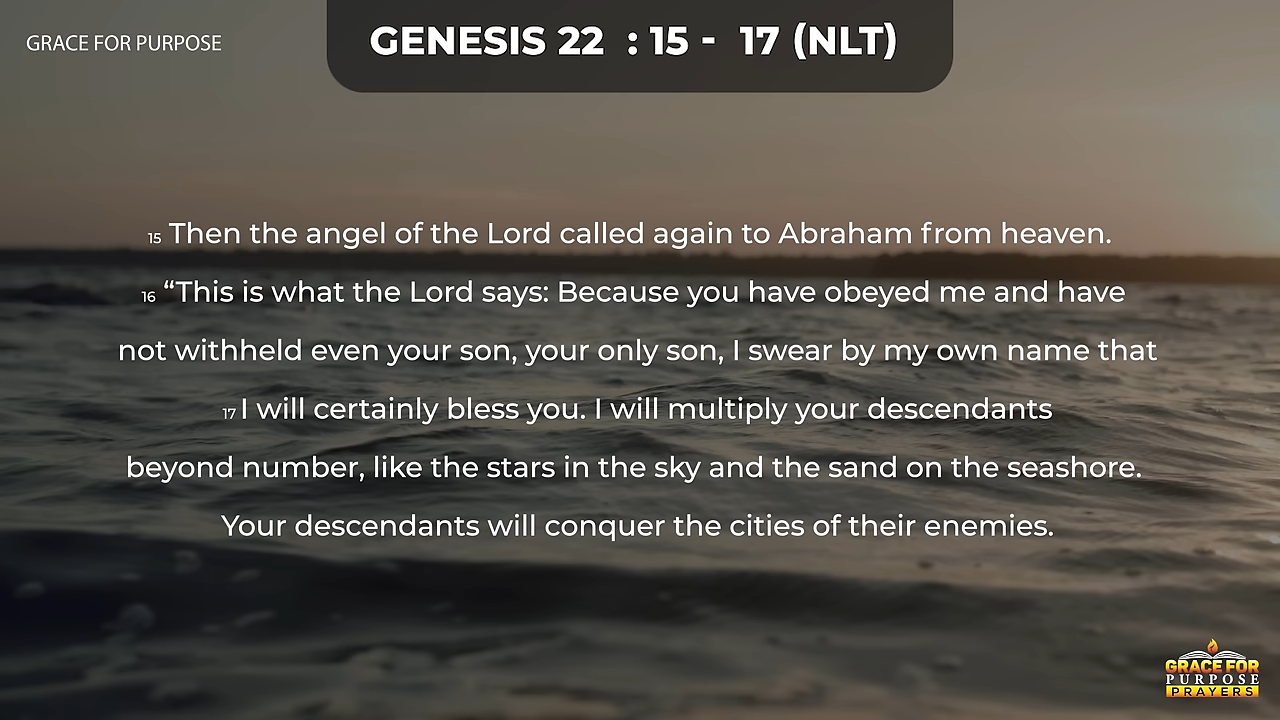 GRACE FOR PURPOSE
GENESIS 22 : 15 - 17 (NLT)
15 Then the angel of the Lord called again to Abraham from heaven.
16 “This is what the Lord says: Because you have obeyed me and have
not withheld even your son, your only son, I swear by my own name that
17 I will certainly bless you. I will multiply your descendants
beyond number, like the stars in the sky and the sand on the seashore.
Your descendants will conquer the cities of their enemies.
GRACE FOR
PURPOSE
PRAYERS